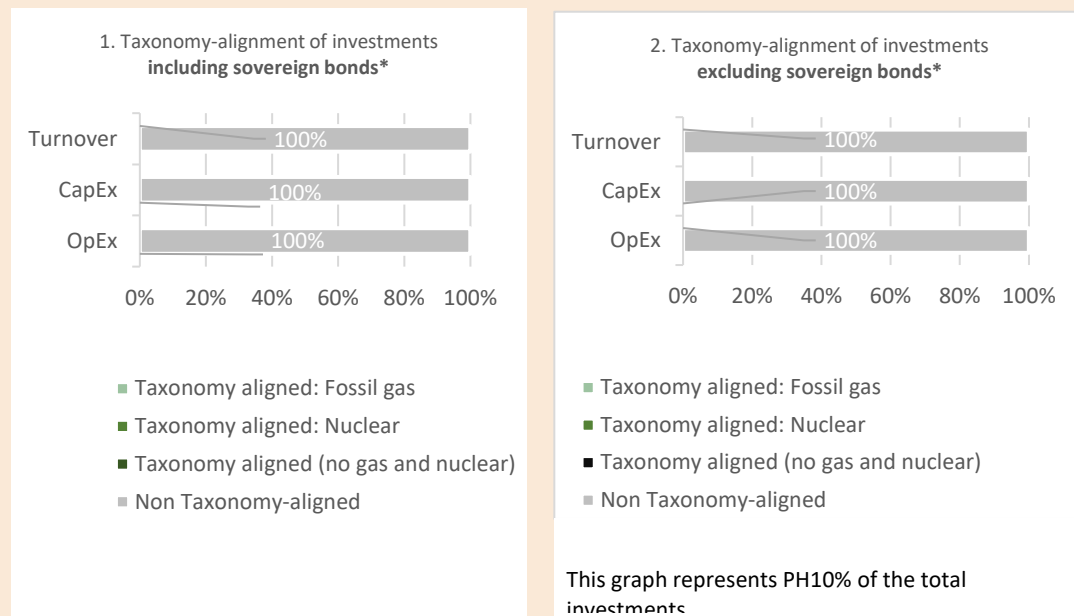 1. Taxonomy-alignment of investments
including sovereign bonds*
Turnover
100%
CapEx
100%
OpEx
100%
0% 20% 40% 60% 80% 100%
Taxonomy aligned: Fossil gas
Taxonomy aligned: Nuclear
Taxonomy aligned (no gas and nuclear)
Non Taxonomy-aligned
2. Taxonomy-alignment of investments
excluding sovereign bonds*
Turnover
100%
CapEx
100%
OpEx
100%
0% 20% 40% 60% 80% 100%
Taxonomy aligned: Fossil gas
Taxonomy aligned: Nuclear
Taxonomy aligned (no gas and nuclear)
Non Taxonomy-aligned
This graph represents PH10% of the total
investments